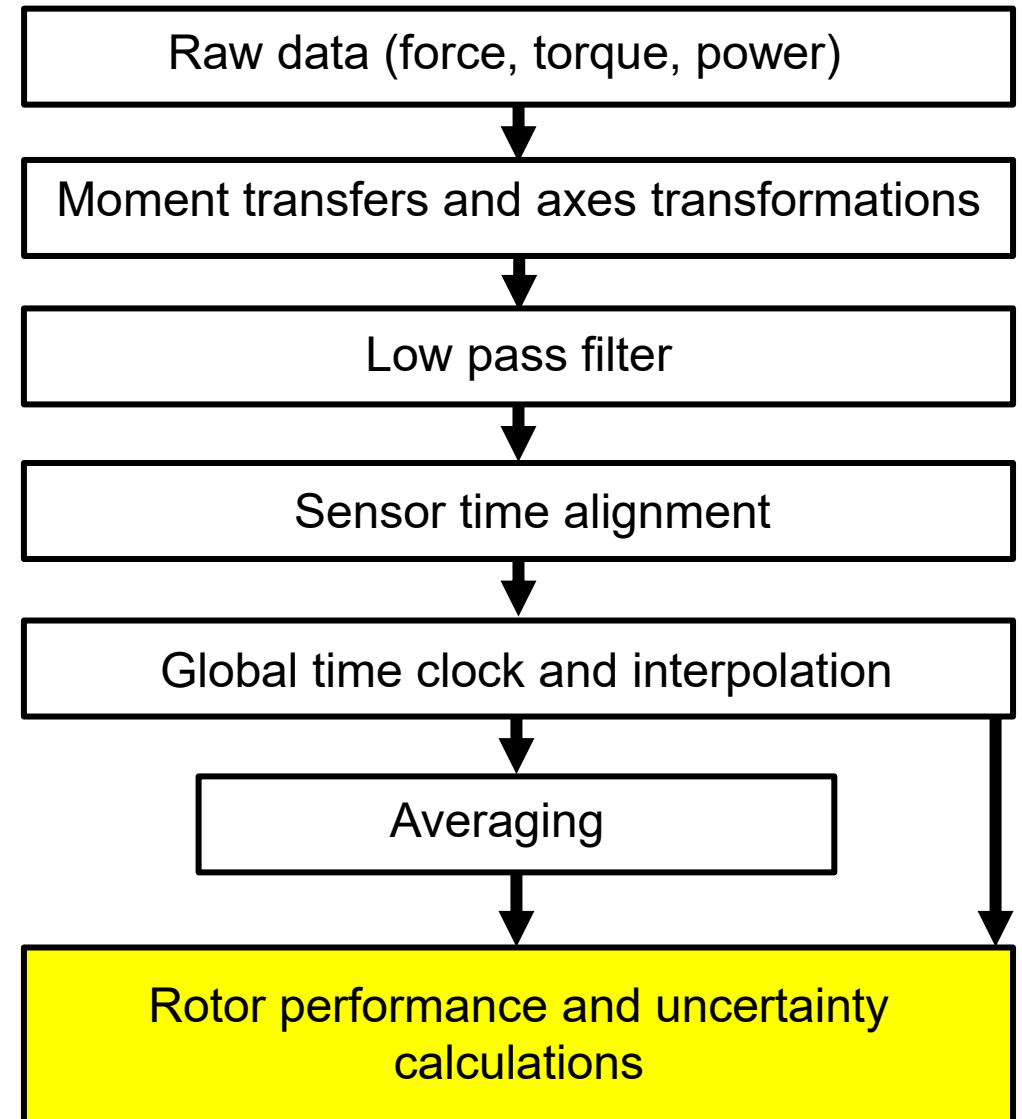 Raw data (force, torque, power)
Moment transfers and axes transformations
Low pass filter
Sensor time alignment
Global time clock and interpolation
Averaging
Rotor performance and uncertainty
calculations